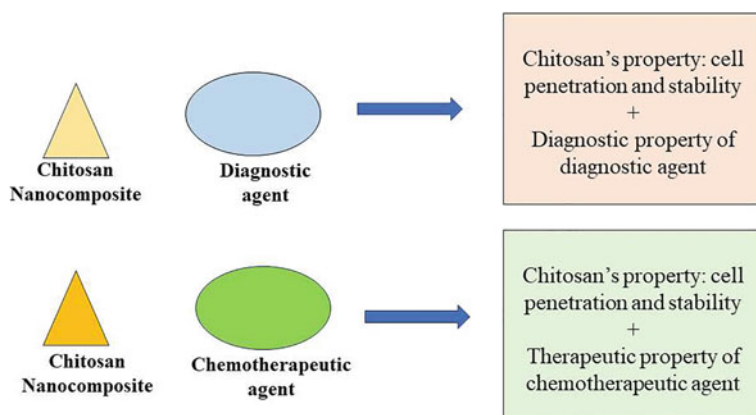 Chitosan
Nanocomposite
Diagnostic
agent
Chitosan’s property: cell
penetration and stability
+
Diagnostic property of
diagnostic agent
Chitosan
Nanocomposite
Chemotherapeutic
agent
Chitosan’s property: cell
penetration and stability
+
Therapeutic property of
chemotherapeutic agent